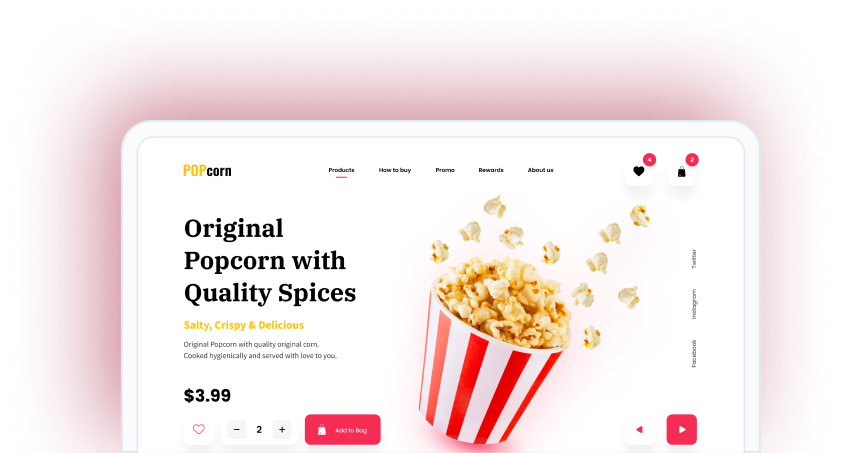 POPcorn
Products
How to buy
Promo
Rewards
About us
4
2
Original
Popcorn with
Quality Spices
Salty, Crispy & Delicious
Original Popcorn with quality original corn.
Cooked hygienically and served with love to you.
$3.99
− 2 +
Add to Bag
Twitter
Instagram
Facebook